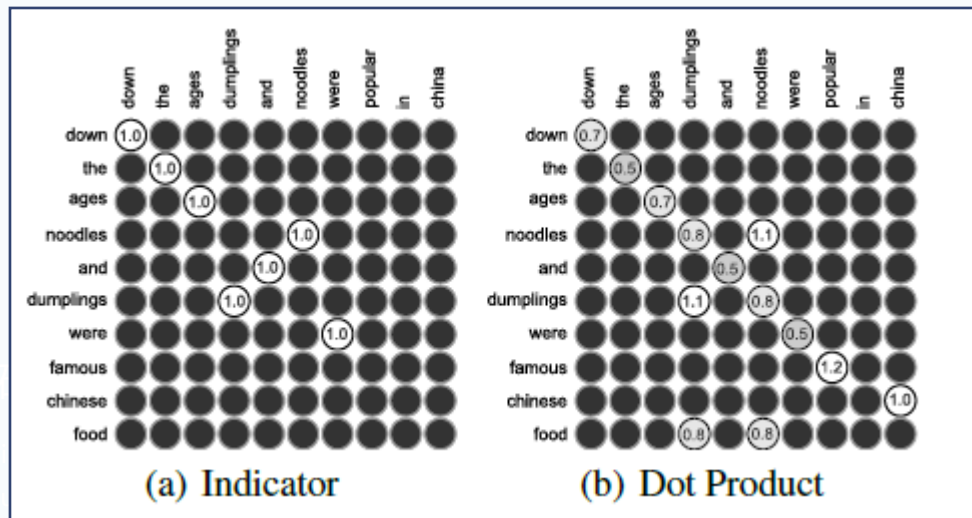 down the ages dumplings and noodles were popular in china
down 1.0
the 1.0
ages 1.0
noodles 1.0
and 1.0
dumplings 1.0
were 1.0
famous
chinese
food
(a) Indicator
down the ages dumplings and noodles were popular in china
down 0.7
the 0.5
ages 0.7
noodles 0.8 1.1
and 0.5
dumplings 1.1 0.8
were 0.5
famous 1.2
chinese 1.0
food 0.8 0.8
(b) Dot Product